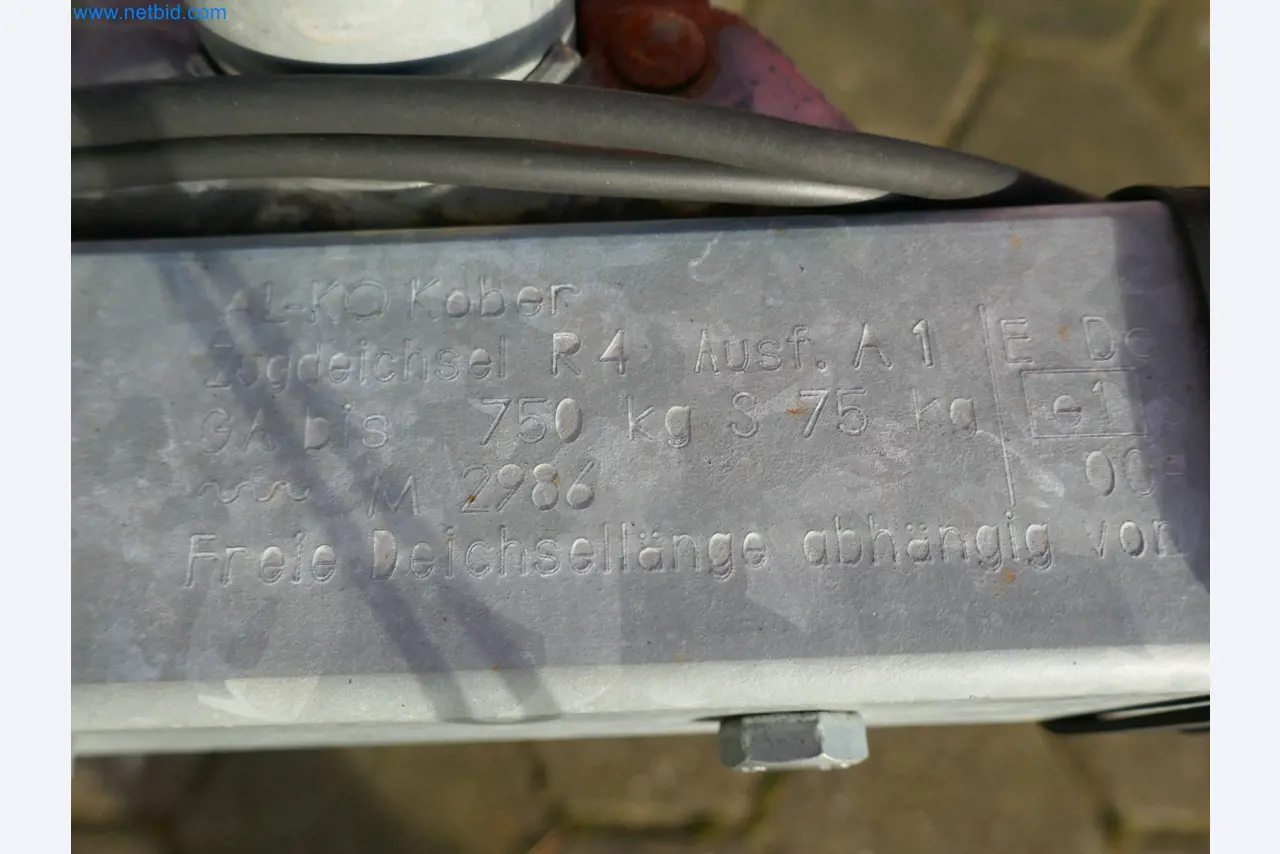 www.netbid.com
AL-KO Kober
Zugdeichsel R4 Ausf. A1
GA bis 750 kg S 75 kg
M 2986
Freie Deichsellänge abhängig von
E
e1
00-